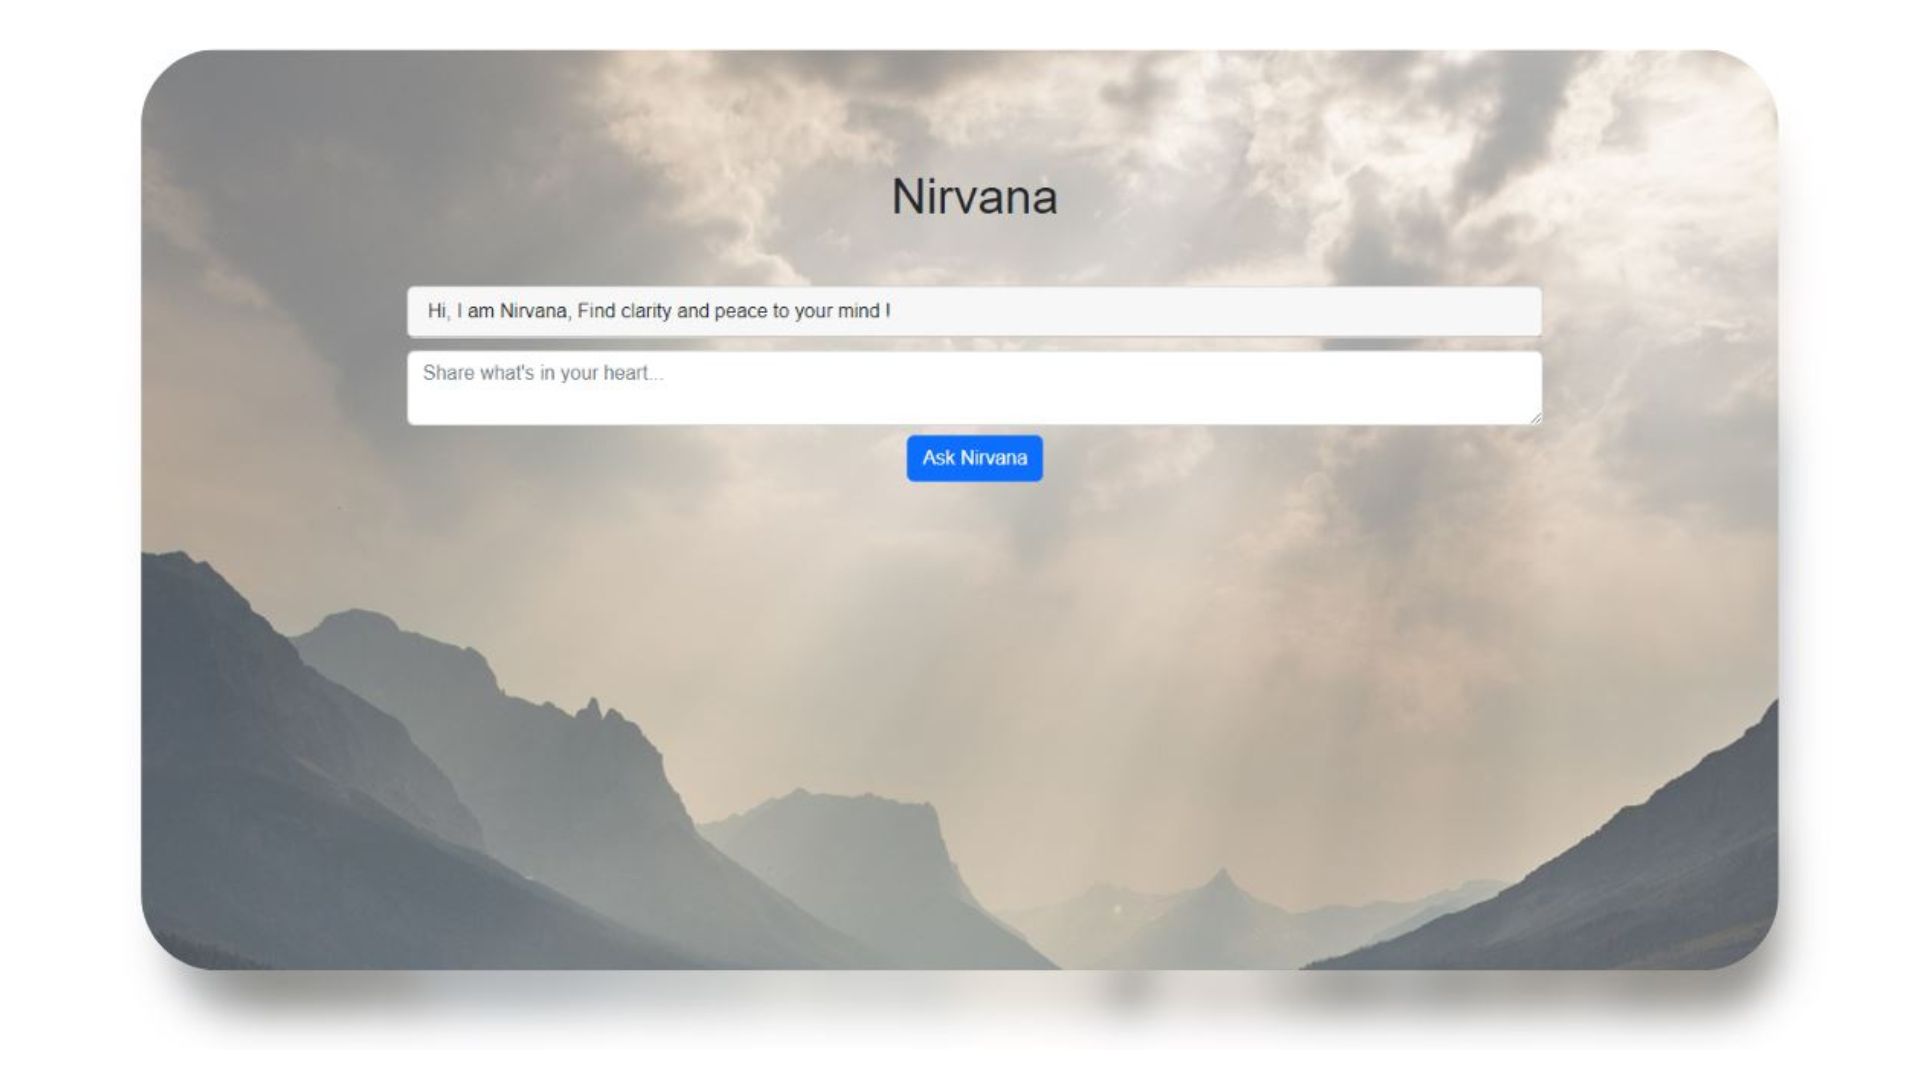 Nirvana
Hi, I am Nirvana, Find clarity and peace to your mind !
Share what's in your heart...
Ask Nirvana